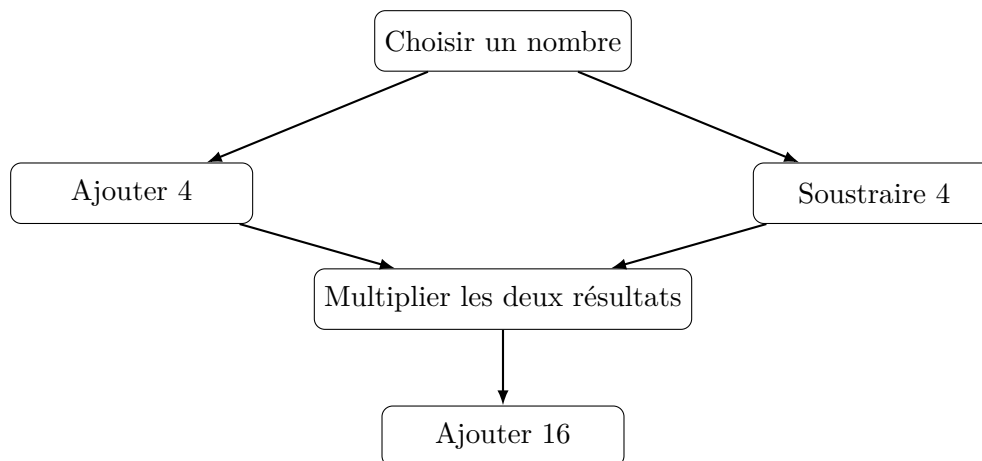 Choisir un nombre
Ajouter 4
Soustraire 4
Multiplier les deux résultats
Ajouter 16